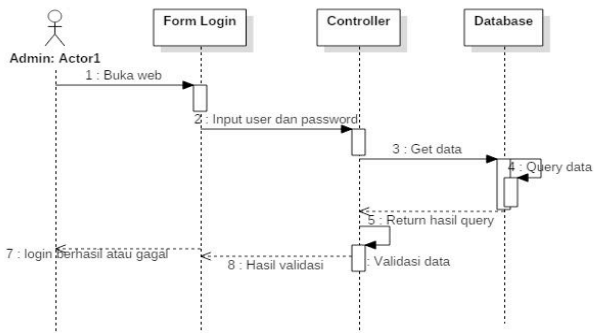 Form Login
Controller
Database
Admin: Actor1
1 : Buka web
2 : Input user dan password
3 : Get data
4 : Query data
5 : Return hasil query
: Validasi data
7 : login berhasil atau gagal
8 : Hasil validasi